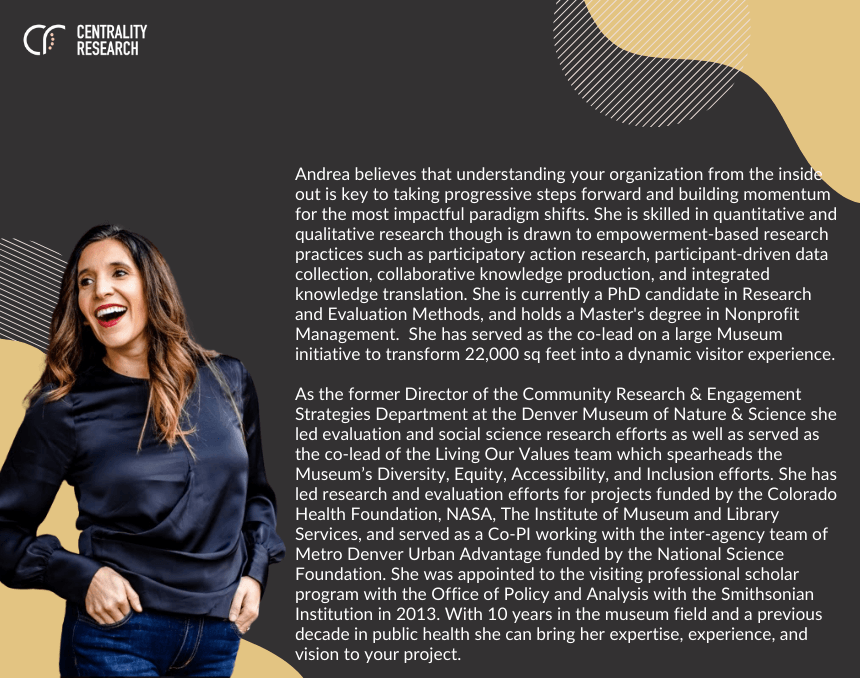 CENTRALITY
RESEARCH
Andrea believes that understanding your organization from the inside
out is key to taking progressive steps forward and building momentum
for the most impactful paradigm shifts. She is skilled in quantitative and
qualitative research though is drawn to empowerment-based research
practices such as participatory action research, participant-driven data
collection, collaborative knowledge production, and integrated
knowledge translation. She is currently a PhD candidate in Research
and Evaluation Methods, and holds a Master's degree in Nonprofit
Management.  She has served as the co-lead on a large Museum
initiative to transform 22,000 sq feet into a dynamic visitor experience.
As the former Director of the Community Research & Engagement
Strategies Department at the Denver Museum of Nature & Science she
led evaluation and social science research efforts as well as served as
the co-lead of the Living Our Values team which spearheads the
Museum’s Diversity, Equity, Accessibility, and Inclusion efforts. She has
led research and evaluation efforts for projects funded by the Colorado
Health Foundation, NASA, The Institute of Museum and Library
Services, and served as a Co-PI working with the inter-agency team of
Metro Denver Urban Advantage funded by the National Science
Foundation. She was appointed to the visiting professional scholar
program with the Office of Policy and Analysis with the Smithsonian
Institution in 2013. With 10 years in the museum field and a previous
decade in public health she can bring her expertise, experience, and
vision to your project.